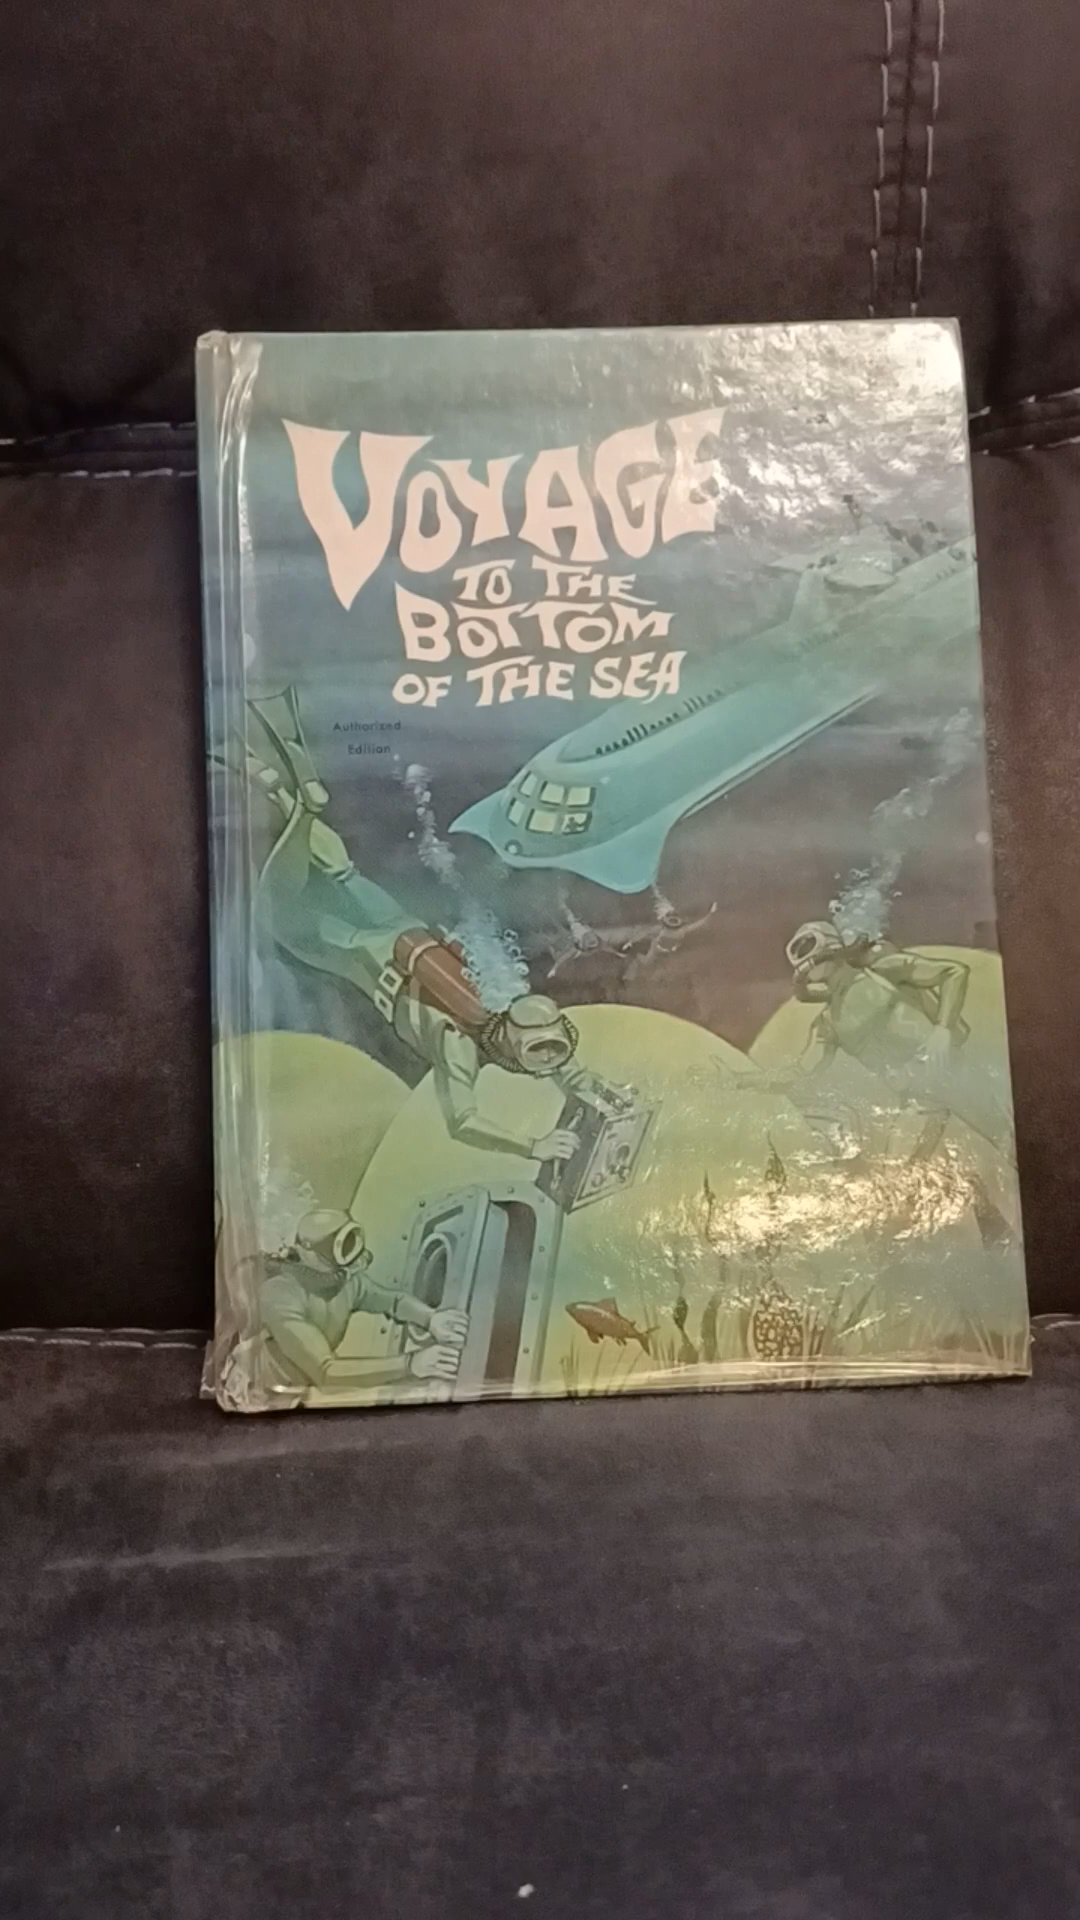 VOYAGE
TO THE
BOTTOM
OF THE SEA
Authorized
Edition